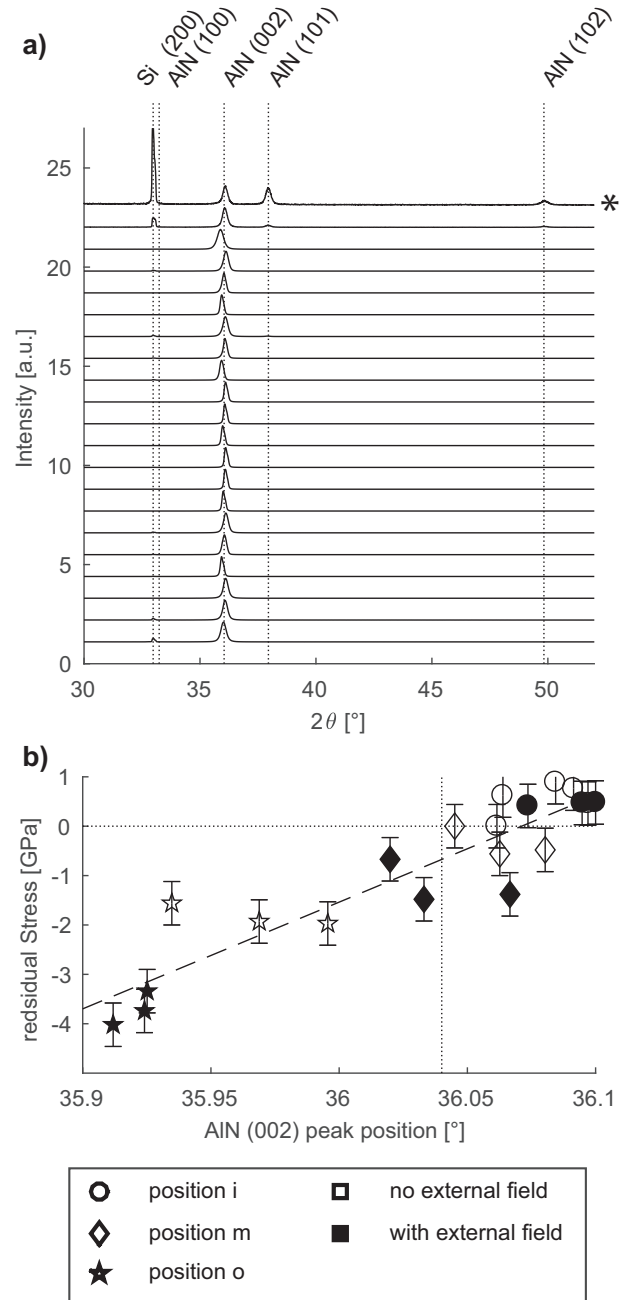 a)
Si (200)
AlN (100)
AlN (002)
AlN (101)
AlN (102)
25
20
15
10
5
0
Intensity [a.u.]
*
30 35 40 45 50
2θ [°]
b)
1
0
-1
-2
-3
-4
redsidual Stress [GPa]
35.9 35.95 36 36.05 36.1
AlN (002) peak position [°]
position i no external field
position m with external field
position o